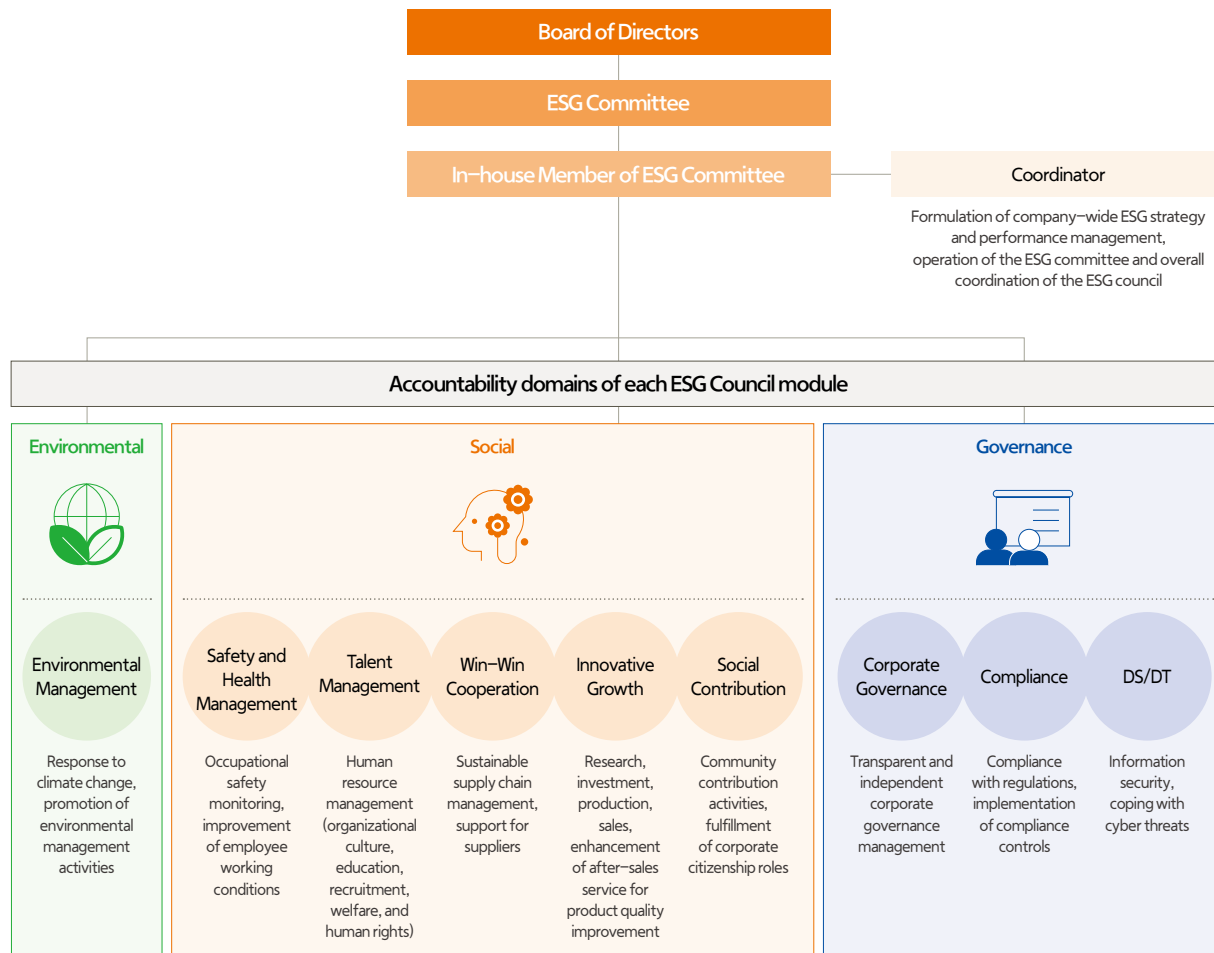 Board of Directors
ESG Committee
In-house Member of ESG Committee
Coordinator
Formulation of company-wide ESG strategy
and performance management,
operation of the ESG committee and overall
coordination of the ESG council
Accountability domains of each ESG Council module
Environmental
Environmental
Management
Response to
climate change,
promotion of
environmental
management
activities
Social
Safety and
Health
Management
Occupational
safety
monitoring,
improvement
of employee
working
conditions
Talent
Management
Human
resource
management
(organizational
culture,
education,
recruitment,
welfare, and
human rights)
Win-Win
Cooperation
Sustainable
supply chain
management,
support for
suppliers
Innovative
Growth
Research,
investment,
production,
sales,
enhancement
of after-sales
service for
product quality
improvement
Social
Contribution
Community
contribution
activities,
fulfillment
of corporate
citizenship roles
Governance
Corporate
Governance
Transparent and
independent
corporate
governance
management
Compliance
Compliance
with regulations,
implementation
of compliance
controls
DS/DT
Information
security,
coping with
cyber threats